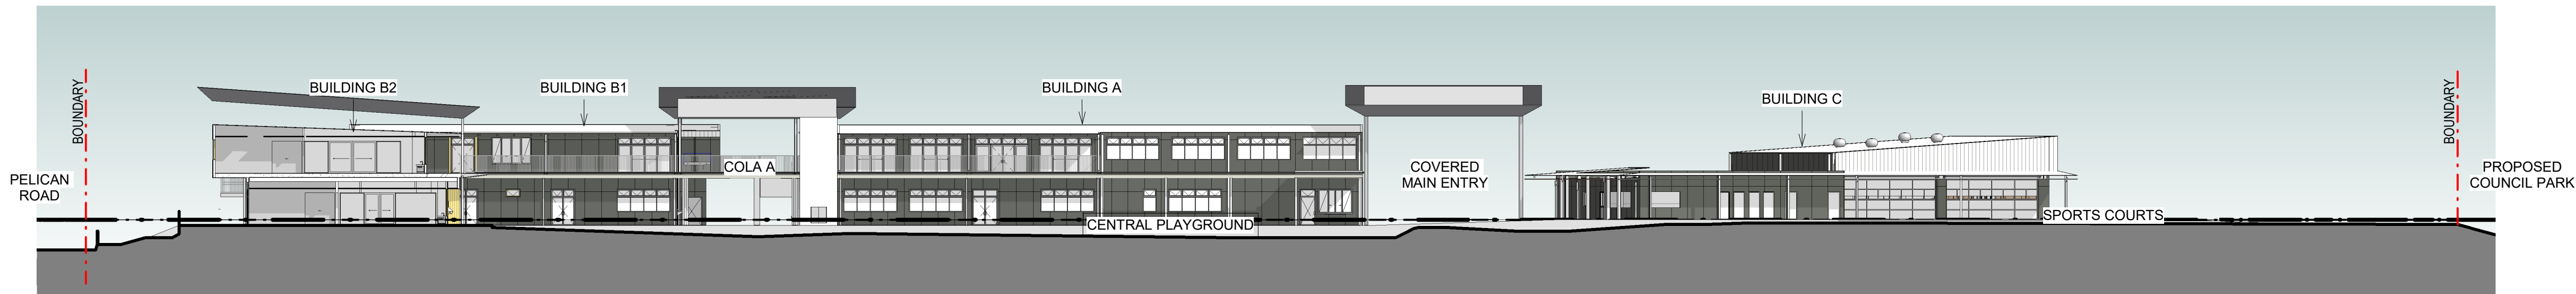 BUILDING B2
BUILDING B1
BUILDING A
BUILDING C
BOUNDARY
BOUNDARY
PELICAN
ROAD
COLA A
COVERED
MAIN ENTRY
PROPOSED
COUNCIL PARK
CENTRAL PLAYGROUND
SPORTS COURTS